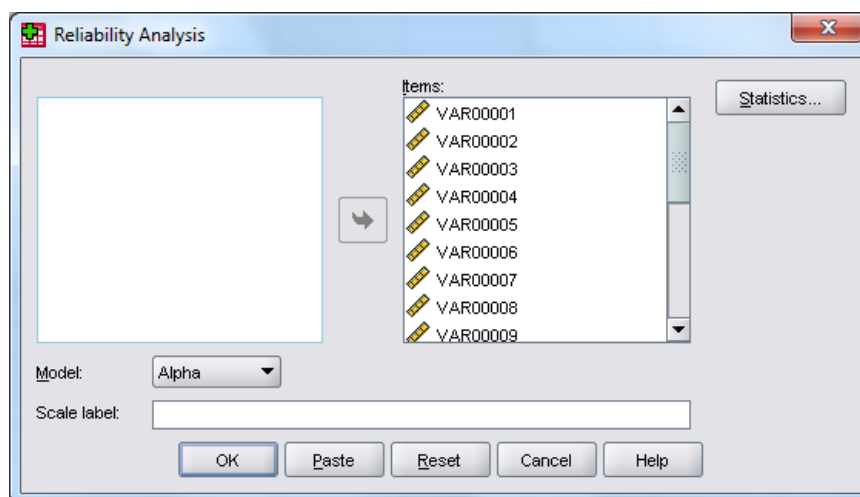 Reliability Analysis
Items:
Statistics...
VAR00001
VAR00002
VAR00003
VAR00004
VAR00005
VAR00006
VAR00007
VAR00008
VAR00009
Model:
Alpha
Scale label:
OK
Paste
Reset
Cancel
Help